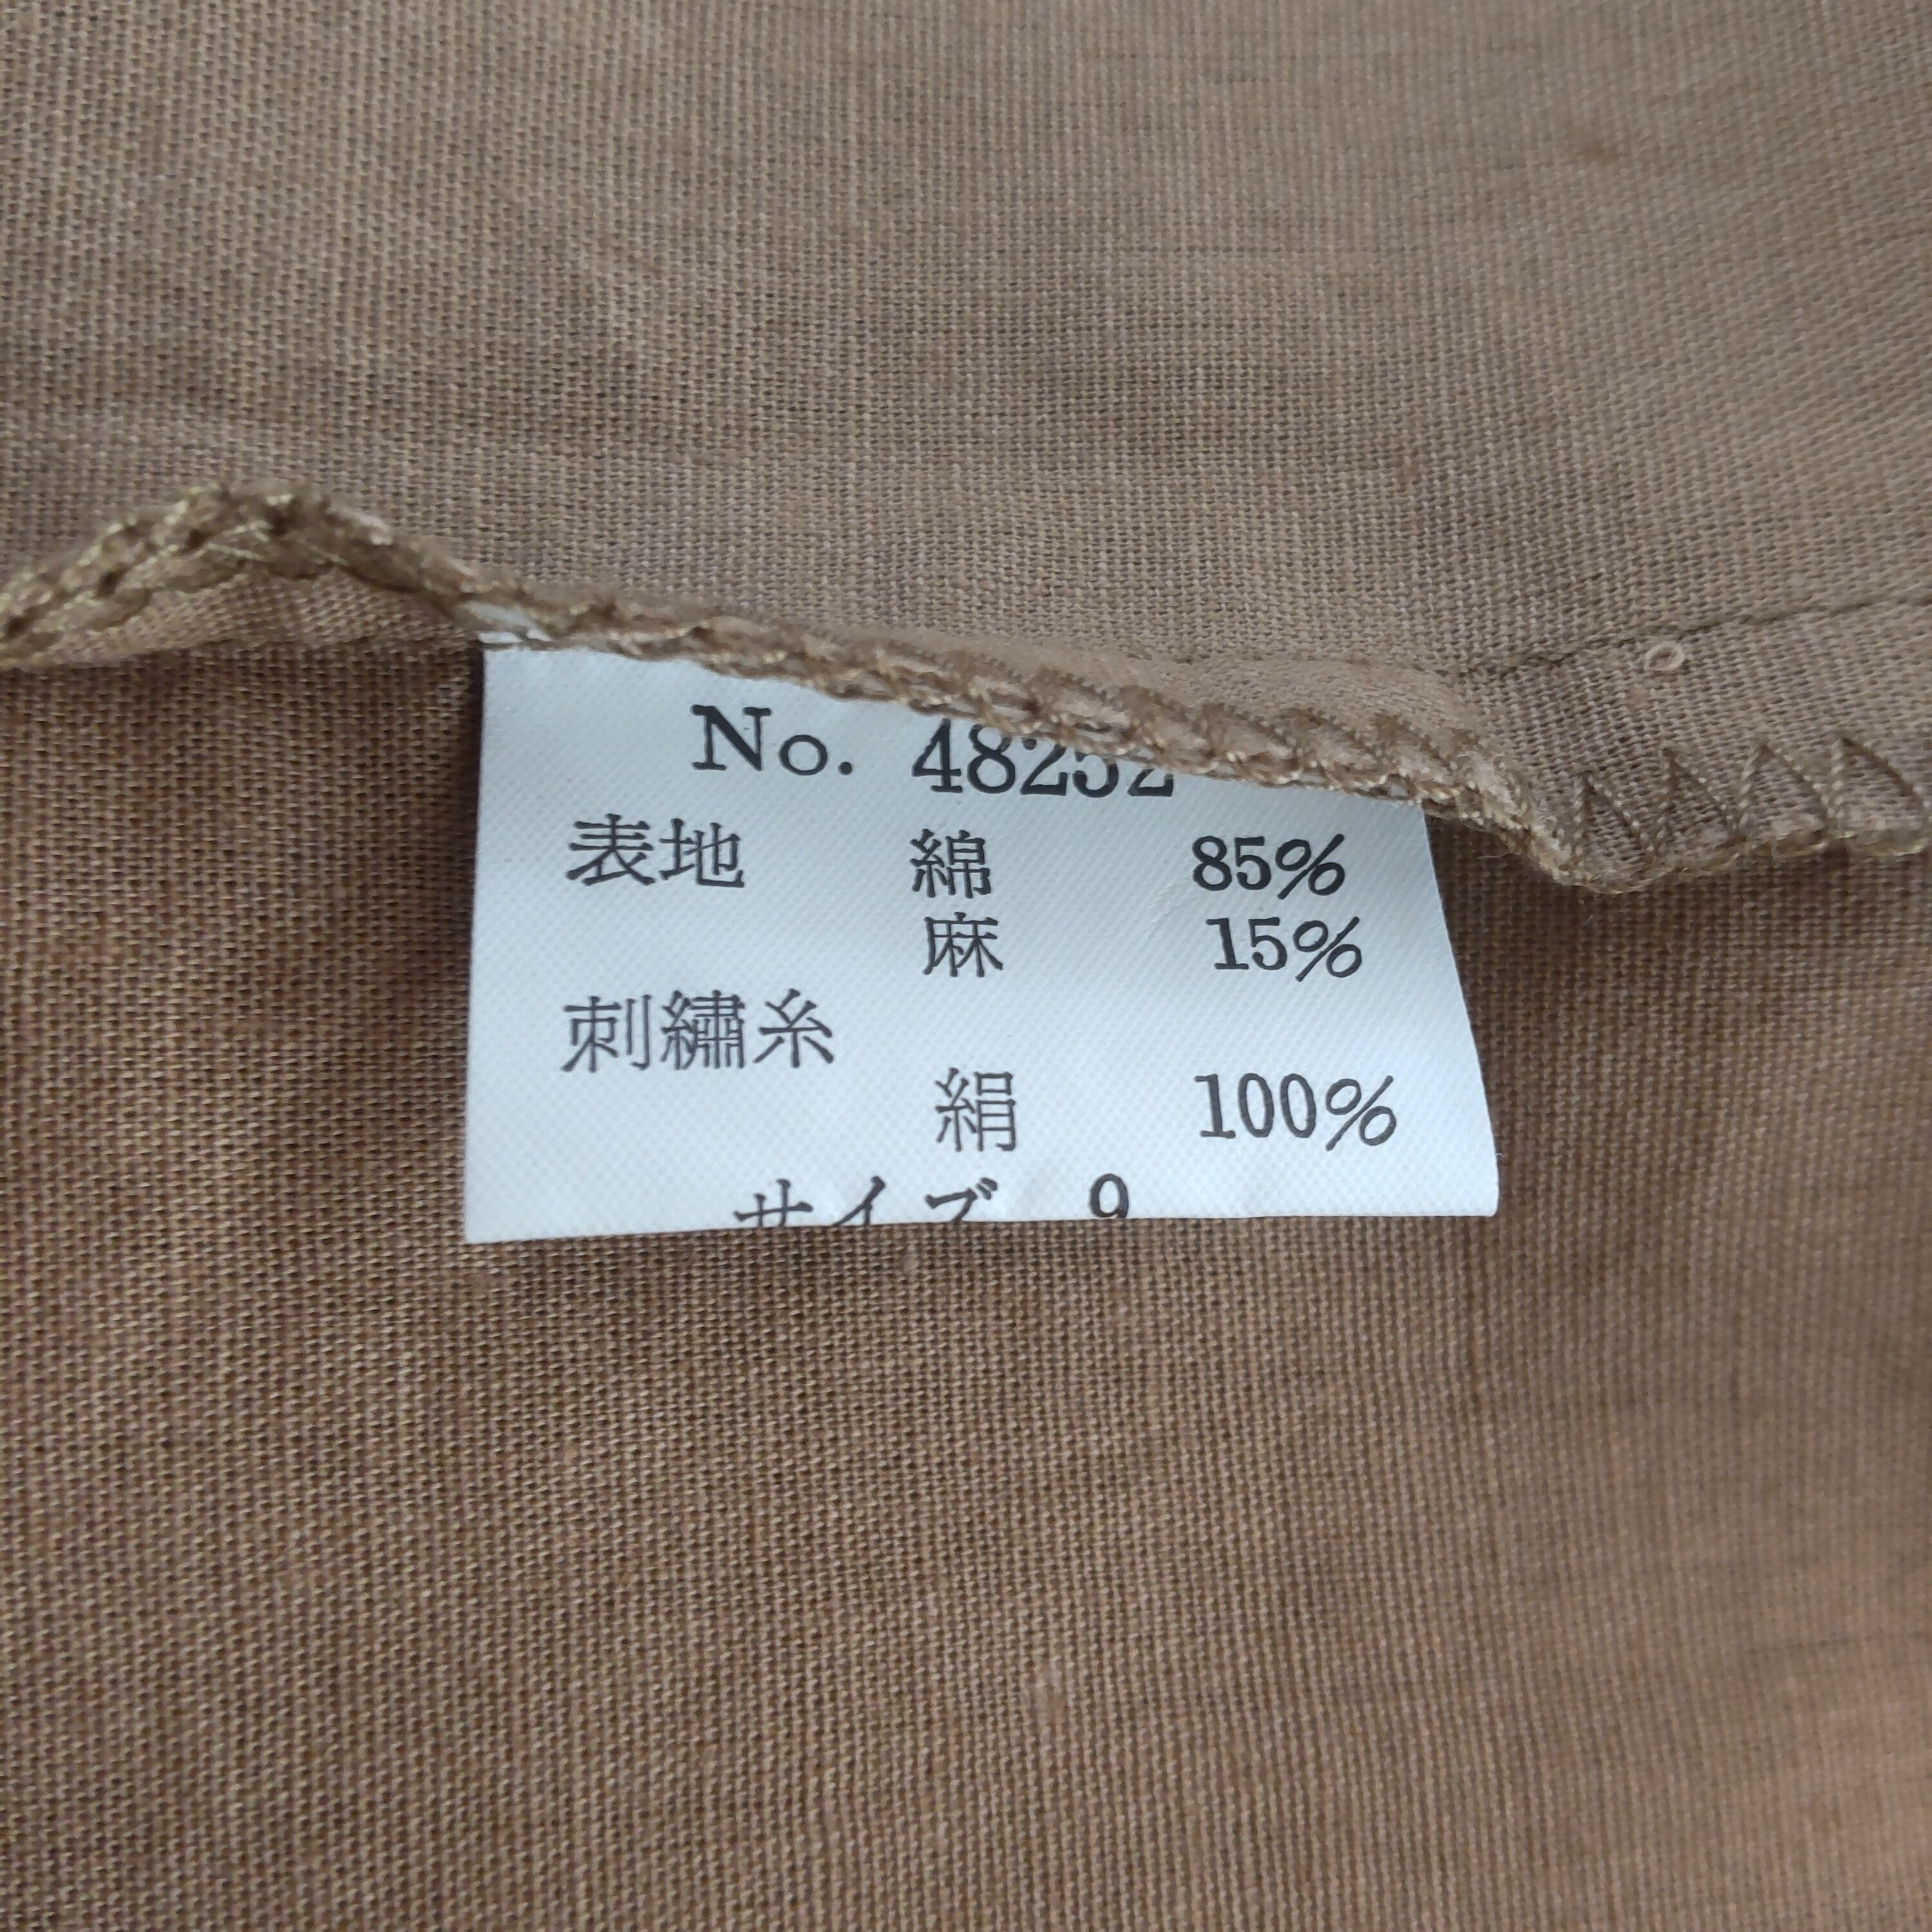 No. 48252
表地 綿 85%
麻 15%
刺繍糸
絹 100%
サイズ 9